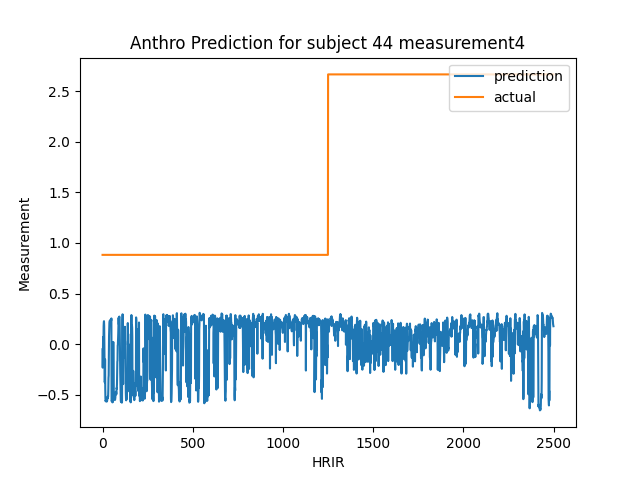 Anthro Prediction for subject 44 measurement4
prediction
actual
2.5
2.0
1.5
1.0
0.5
0.0
−0.5
Measurement
0
500
1000
1500
2000
2500
HRIR